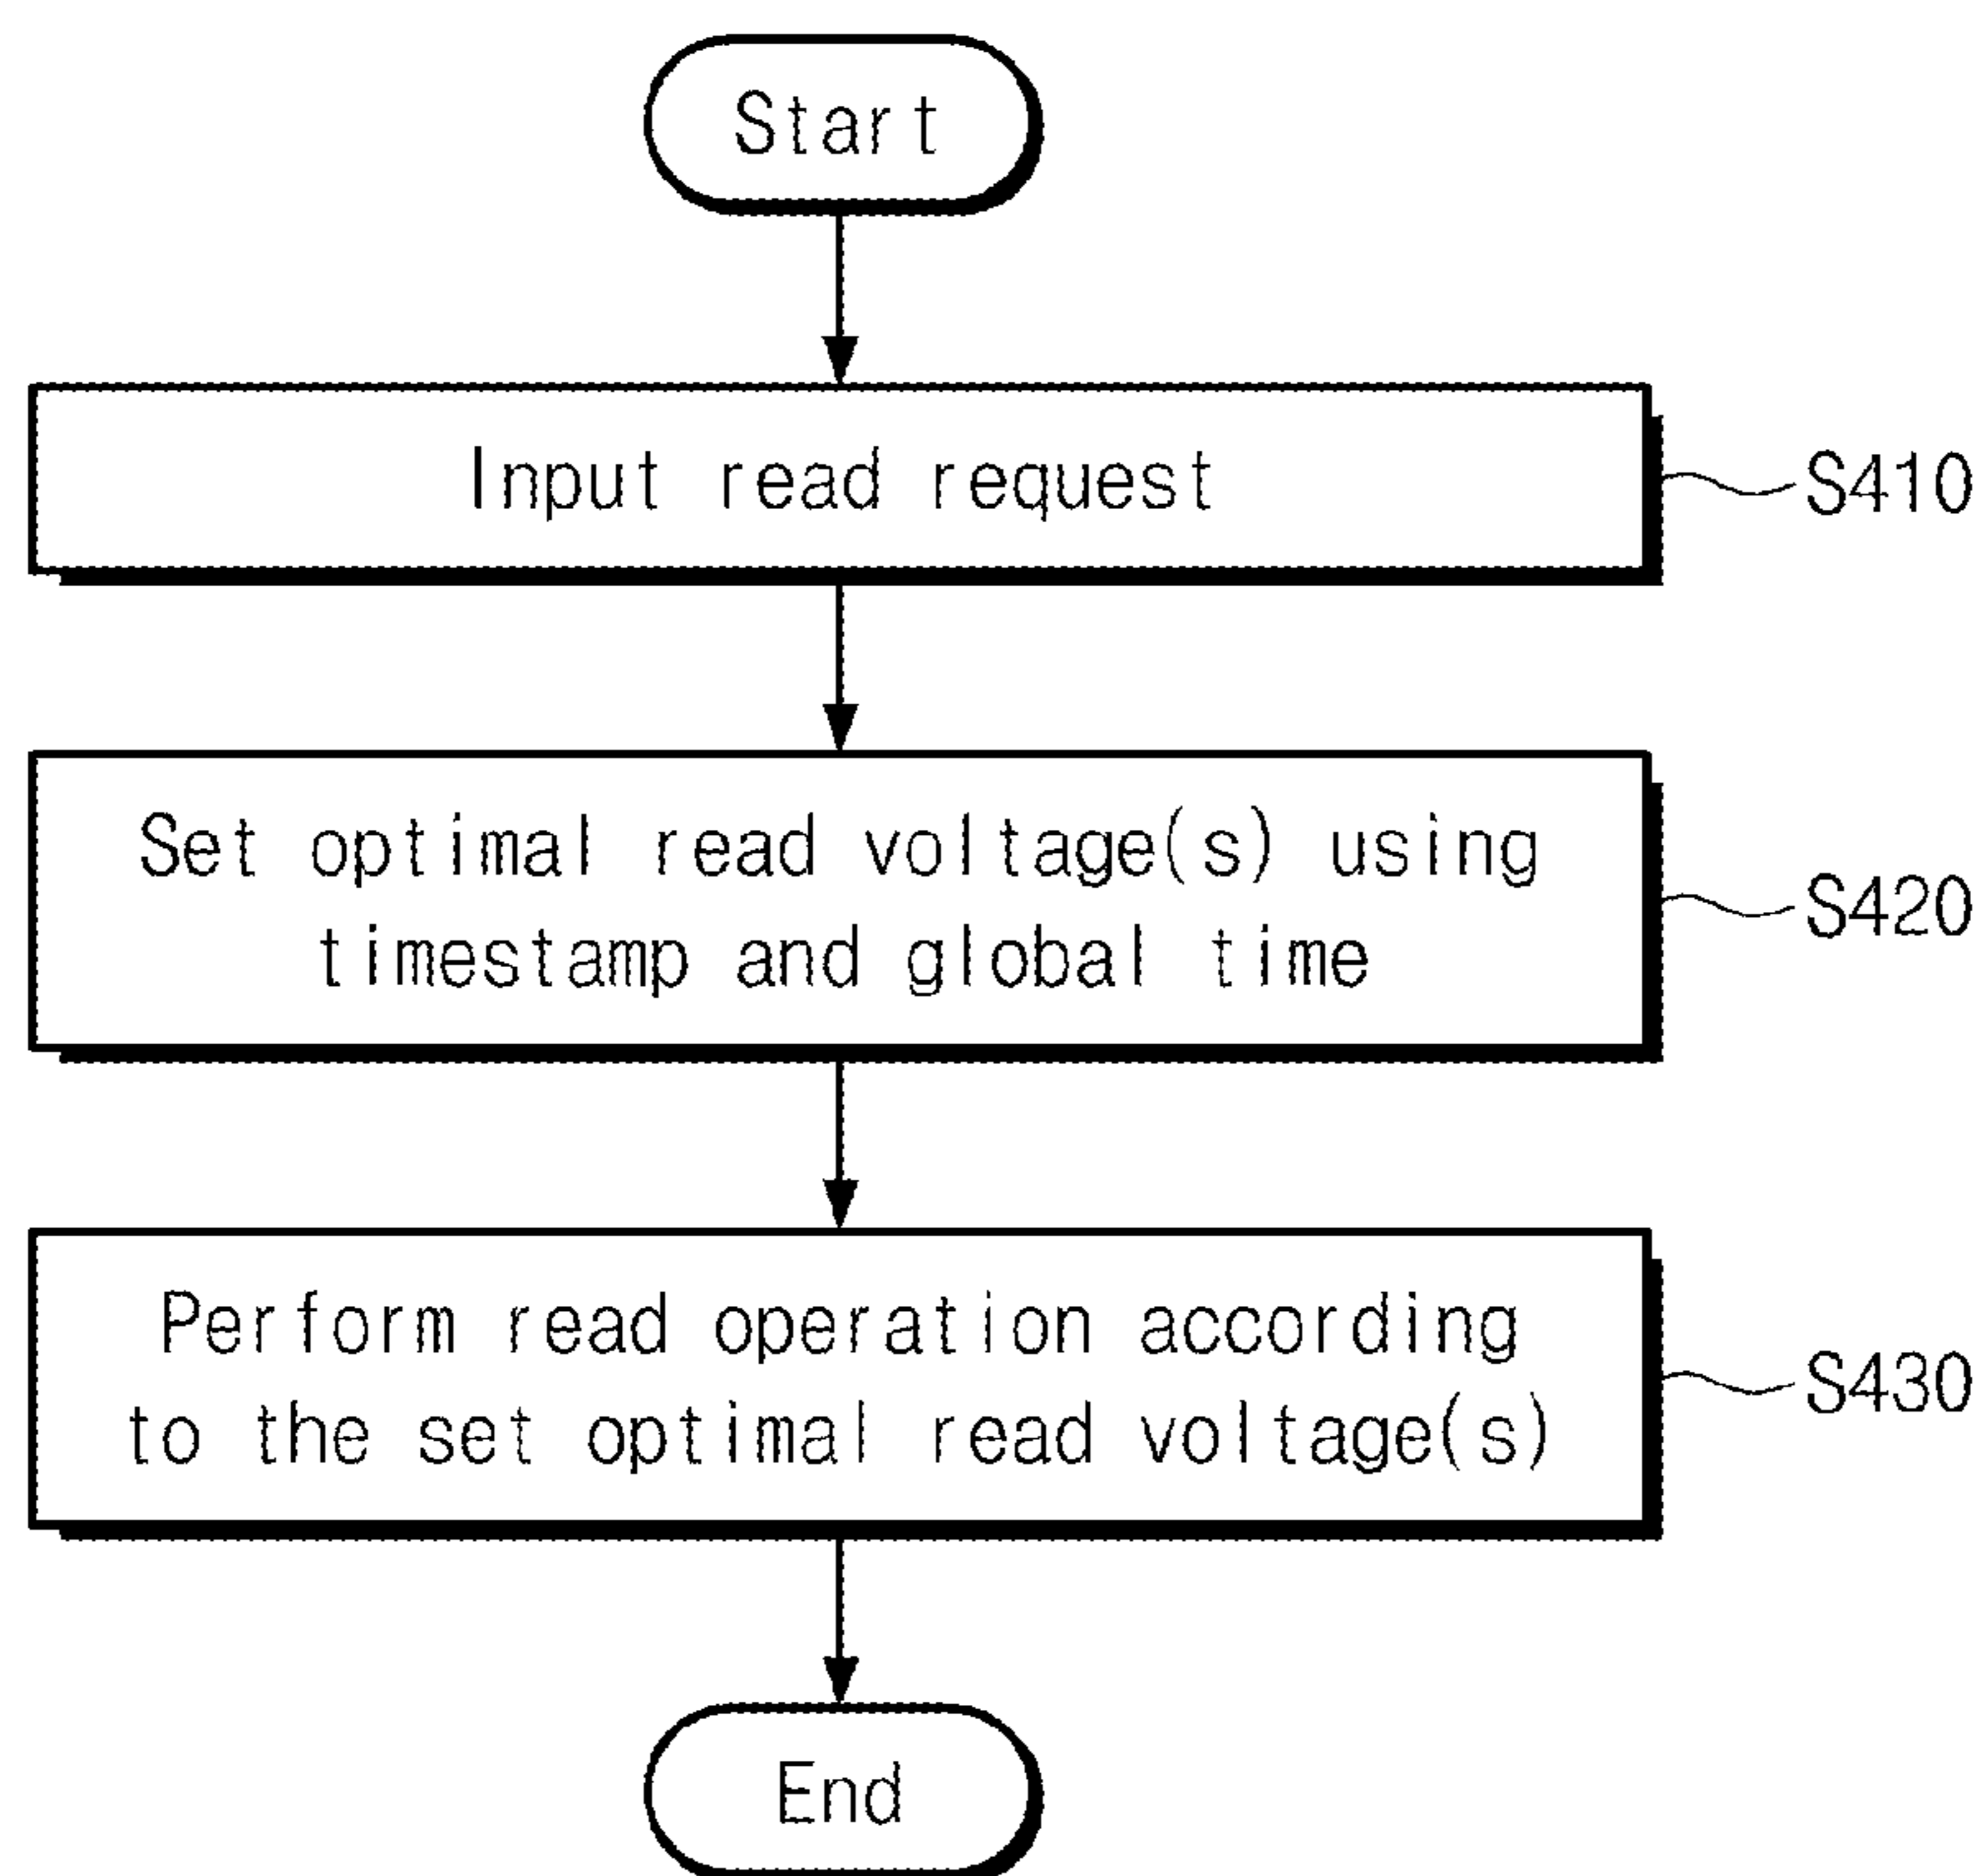 Start
Input read request
S410
Set optimal read voltage(s) using
timestamp and global time
S420
Perform read operation according
to the set optimal read voltage(s)
S430
End